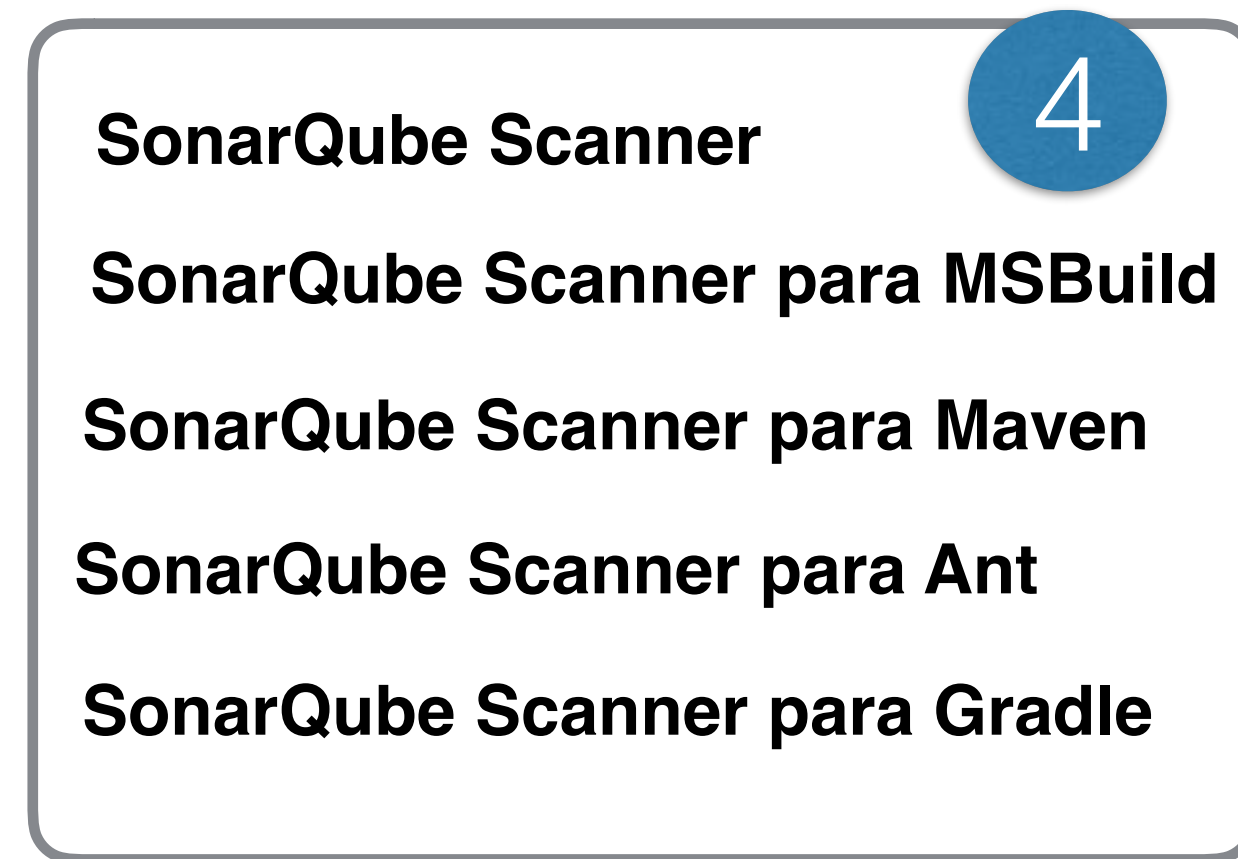 4
SonarQube Scanner
SonarQube Scanner para MSBuild
SonarQube Scanner para Maven
SonarQube Scanner para Ant
SonarQube Scanner para Gradle